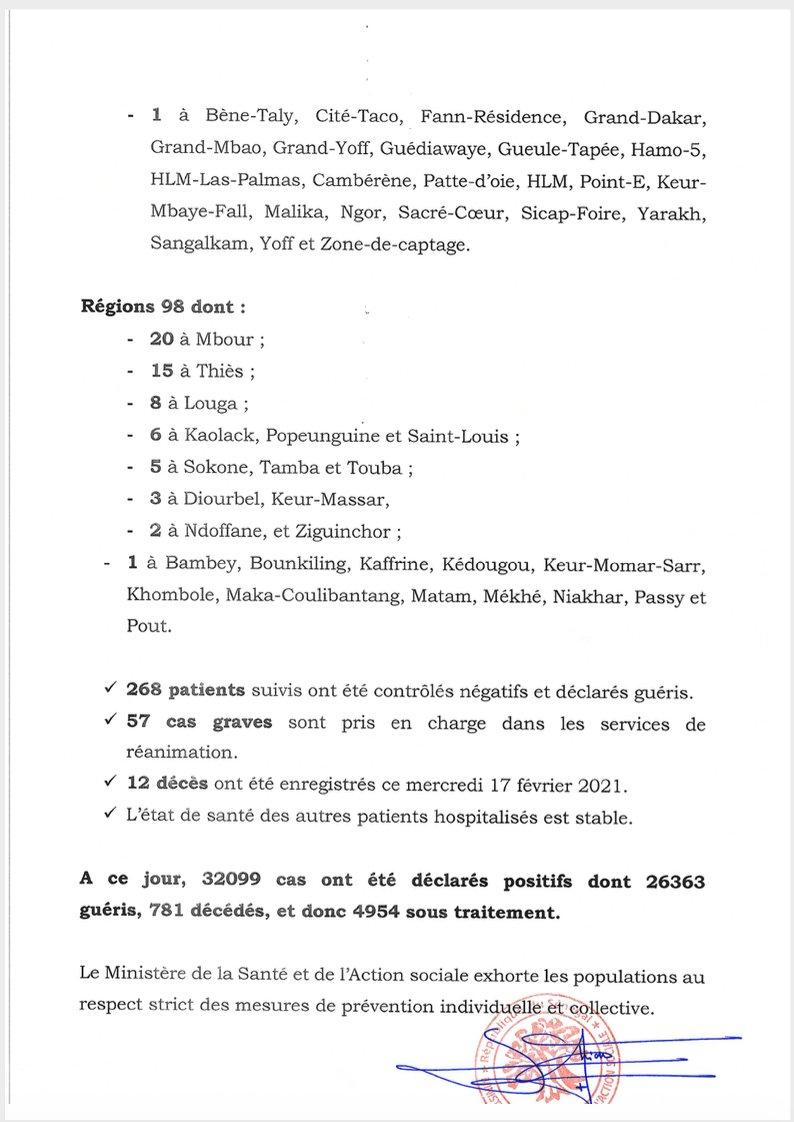 - 1 à Bène-Taly, Cité-Taco, Fann-Résidence, Grand-Dakar,
Grand-Mbao, Grand-Yoff, Guédiawaye, Gueule-Tapée, Hamo-5,
HLM-Las-Palmas, Cambérène, Patte-d'oie, HLM, Point-E, Keur-
Mbaye-Fall, Malika, Ngor, Sacré-Cœur, Sicap-Foire, Yarakh,
Sangalkam, Yoff et Zone-de-captage.
Régions 98 dont :
- 20 à Mbour ;
- 15 à Thiès ;
- 8 à Louga ;
- 6 à Kaolack, Popeunguine et Saint-Louis ;
- 5 à Sokone, Tamba et Touba ;
- 3 à Diourbel, Keur-Massar,
- 2 à Ndoffane, et Ziguinchor ;
- 1 à Bambey, Bounkiling, Kaffrine, Kédougou, Keur-Momar-Sarr,
Khombole, Maka-Coulibantang, Matam, Mékhé, Niakhar, Passy et
Pout.
✓ 268 patients suivis ont été contrôlés négatifs et déclarés guéris.
✓ 57 cas graves sont pris en charge dans les services de
réanimation.
✓ 12 décès ont été enregistrés ce mercredi 17 février 2021.
✓ L'état de santé des autres patients hospitalisés est stable.
A ce jour, 32099 cas ont été déclarés positifs dont 26363
guéris, 781 décédés, et donc 4954 sous traitement.
Le Ministère de la Santé et de l'Action sociale exhorte les populations au
respect strict des mesures de prévention individuelle et collective.
République du Sénégal